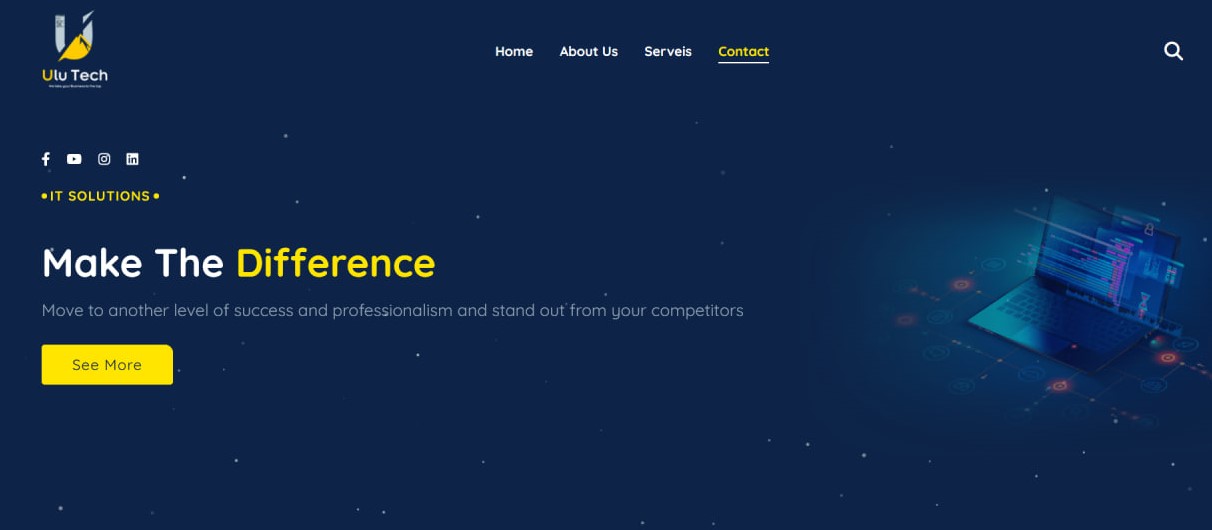 Ulu Tech
Home About Us Serveis Contact
•IT SOLUTIONS•
Make The Difference
Move to another level of success and professionalism and stand out from your competitors
See More